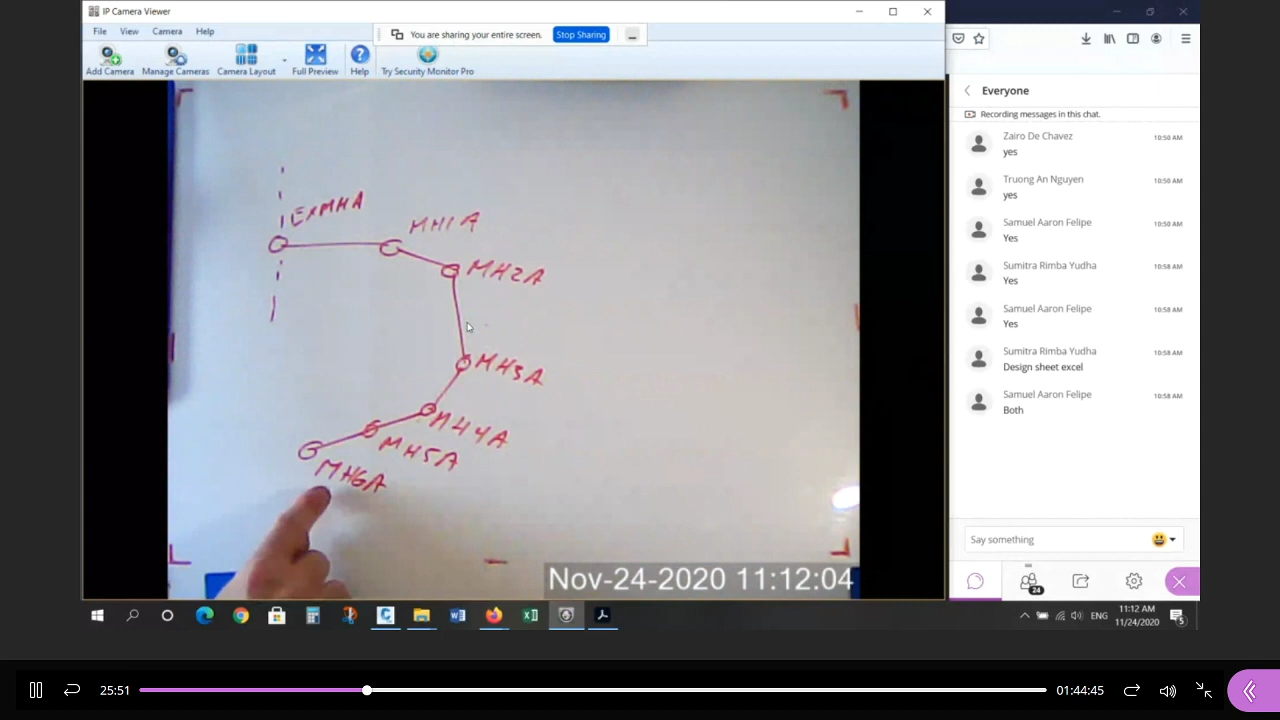 IP Camera Viewer
File View Camera Help
You are sharing your entire screen. Stop Sharing
Add Camera Manage Cameras Camera Layout Full Preview Help Try Security Monitor Pro
Everyone
Recording messages in this chat.
Zairo De Chavez 10:50 AM
yes
Truong An Nguyen 10:50 AM
yes
Samuel Aaron Felipe 10:50 AM
Yes
Sumitra Rimba Yudha 10:58 AM
Yes
Samuel Aaron Felipe 10:58 AM
Yes
Sumitra Rimba Yudha 10:58 AM
Design sheet excel
Samuel Aaron Felipe 10:58 AM
Both
Say something
24
EXMHA
MH1A
MH2A
MH3A
MH4A
MH5A
MH6A
Nov-24-2020 11:12:04
ENG
11:12 AM
11/24/2020
5
25:51
01:44:45